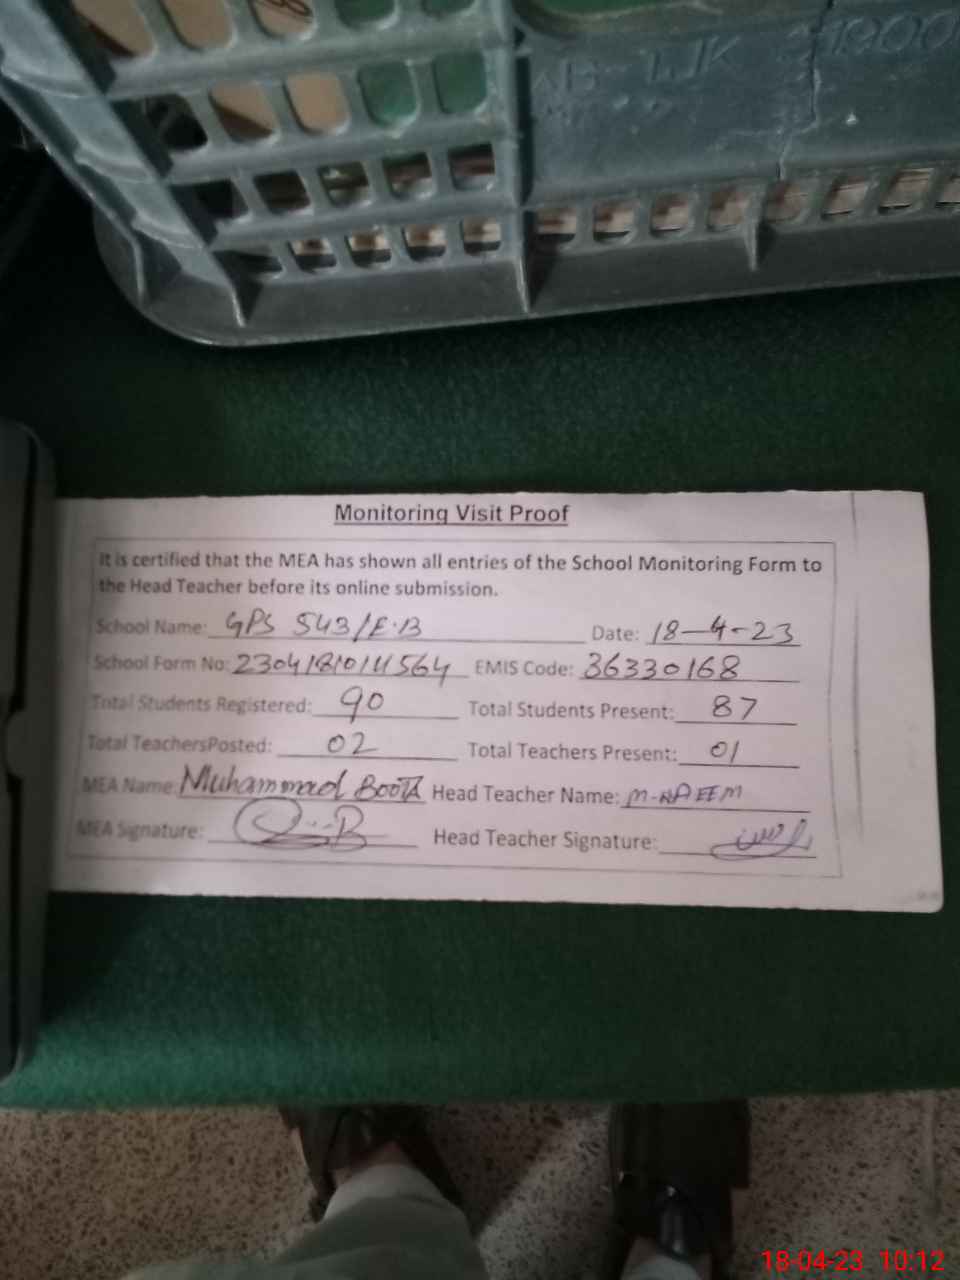 Monitoring Visit Proof
It is certified that the MEA has shown all entries of the School Monitoring Form to
the Head Teacher before its online submission.
School Name: GPS 543/E.B Date: 18-4-23
School Form No: EMIS Code: 36330168
Total Students Registered: 90 Total Students Present: 87
Total TeachersPosted: 02 Total Teachers Present: 01
MEA Name: Muhammad BOOTA Head Teacher Name: M-NAEEM
MEA Signature: Head Teacher Signature:
18-04-23 10:12